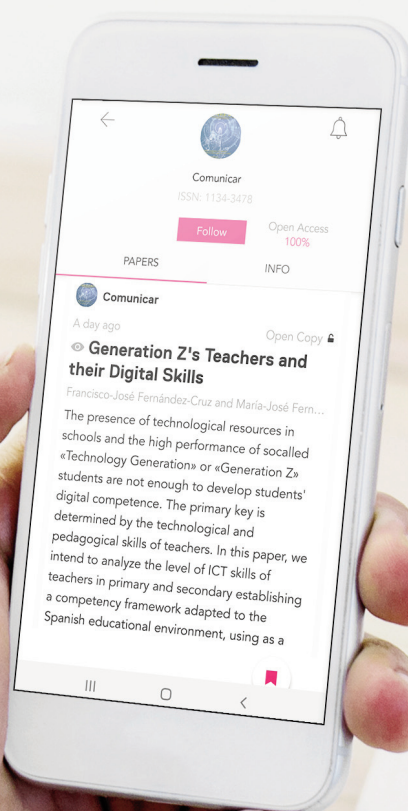 Comunicar
ISSN: 1134-3478
Follow
Open Access
100%
PAPERS
INFO
Comunicar
A day ago
Open Copy
Generation Z's Teachers and
their Digital Skills
Francisco-José Fernández-Cruz and María-José Fern...
The presence of technological resources in
schools and the high performance of socalled
«Technology Generation» or «Generation Z»
students are not enough to develop students'
digital competence. The primary key is
determined by the technological and
pedagogical skills of teachers. In this paper, we
intend to analyze the level of ICT skills of
teachers in primary and secondary establishing
a competency framework adapted to the
Spanish educational environment, using as a